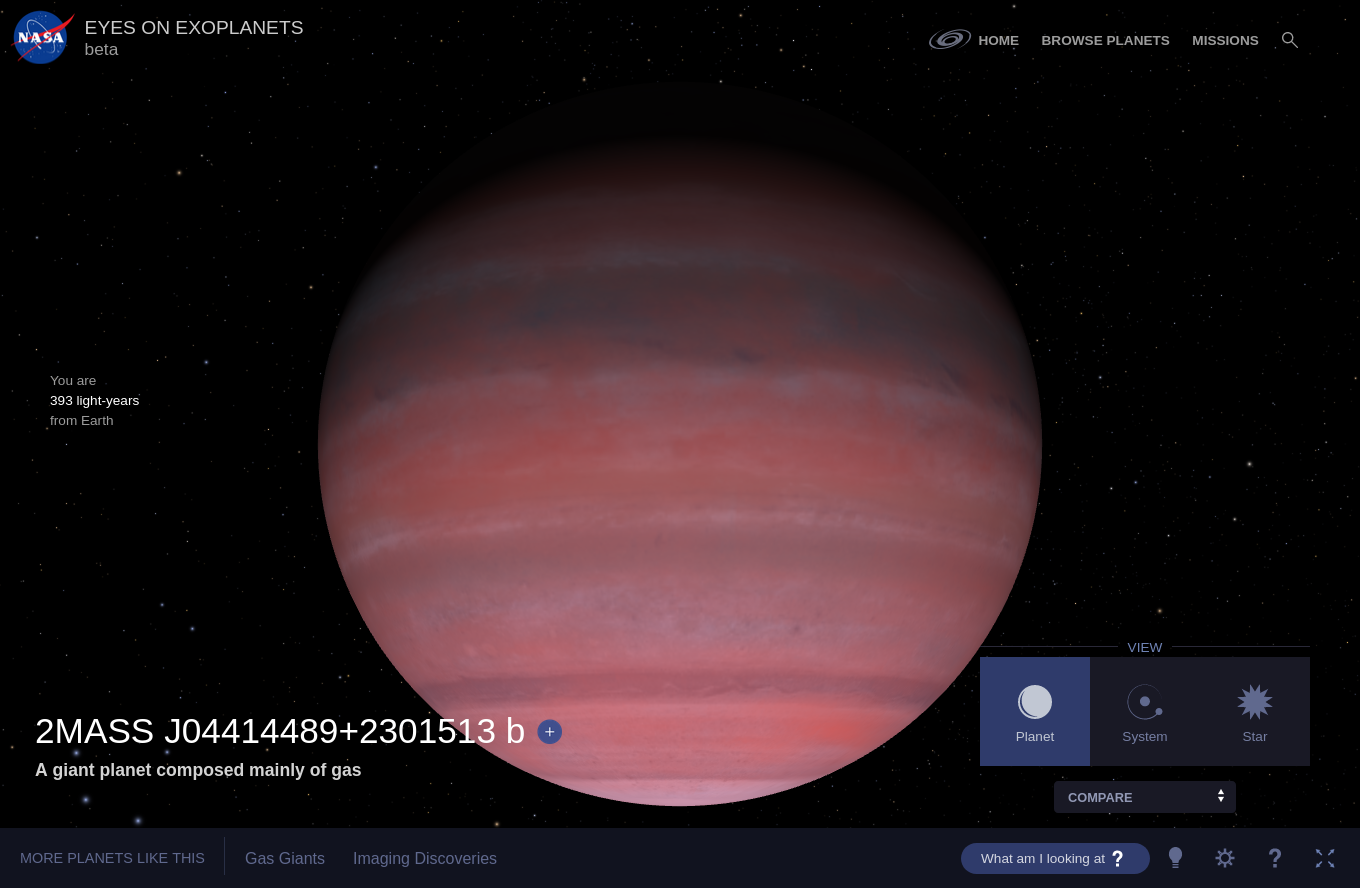 NASA
EYES ON EXOPLANETS
beta
HOME
BROWSE PLANETS
MISSIONS
You are
393 light-years
from Earth
2MASS J04414489+2301513 b +
A giant planet composed mainly of gas
VIEW
Planet
System
Star
COMPARE
MORE PLANETS LIKE THIS
Gas Giants
Imaging Discoveries
What am I looking at ?
?